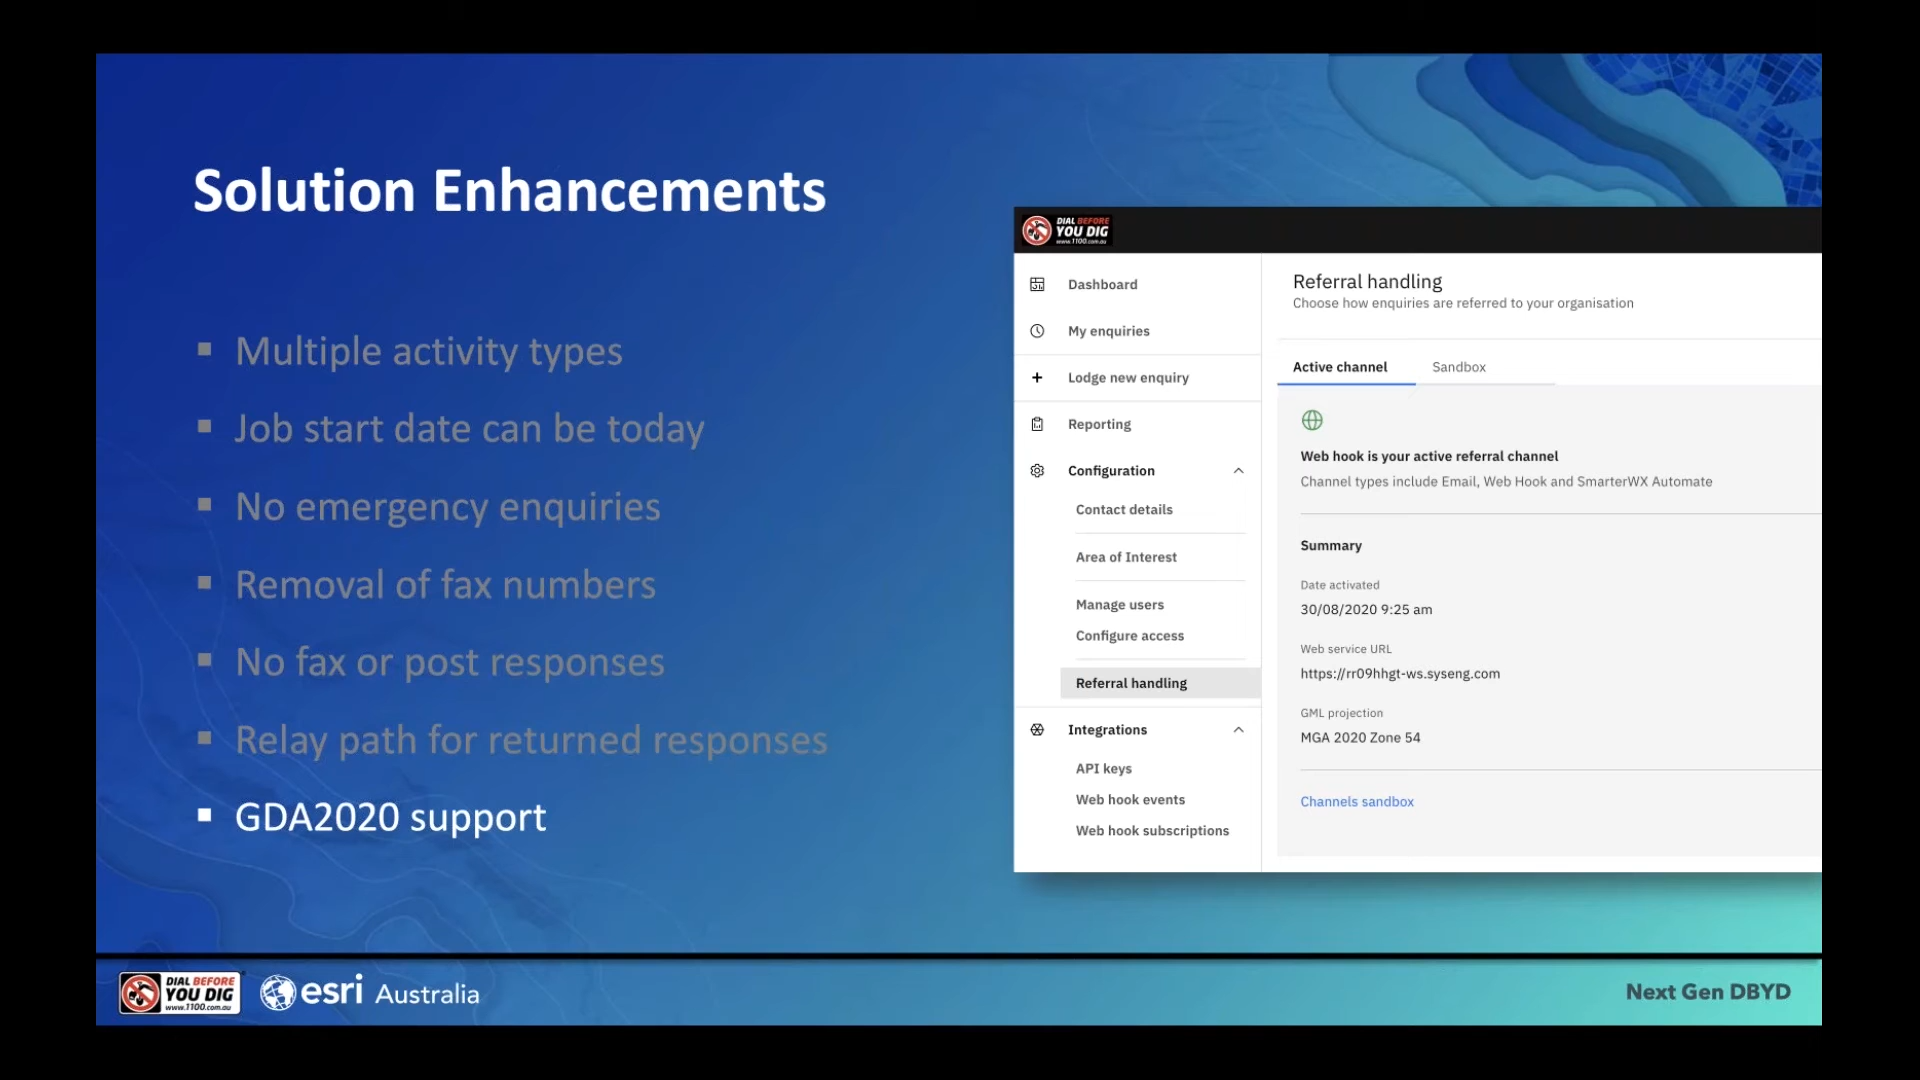 Solution Enhancements
▪ Multiple activity types
▪ Job start date can be today
▪ No emergency enquiries
▪ Removal of fax numbers
▪ No fax or post responses
▪ Relay path for returned responses
▪ GDA2020 support
DIAL BEFORE
YOU DIG
www.1100.com.au
Dashboard
My enquiries
+ Lodge new enquiry
Reporting
Configuration
Contact details
Area of Interest
Manage users
Configure access
Referral handling
Integrations
API keys
Web hook events
Web hook subscriptions
Referral handling
Choose how enquiries are referred to your organisation
Active channel Sandbox
Web hook is your active referral channel
Channel types include Email, Web Hook and SmarterWX Automate
Summary
Date activated
30/08/2020 9:25 am
Web service URL
https://rr09hhgt-ws.syseng.com
GML projection
MGA 2020 Zone 54
Channels sandbox
DIAL BEFORE
YOU DIG
www.1100.com.au
esri Australia
Next Gen DBYD